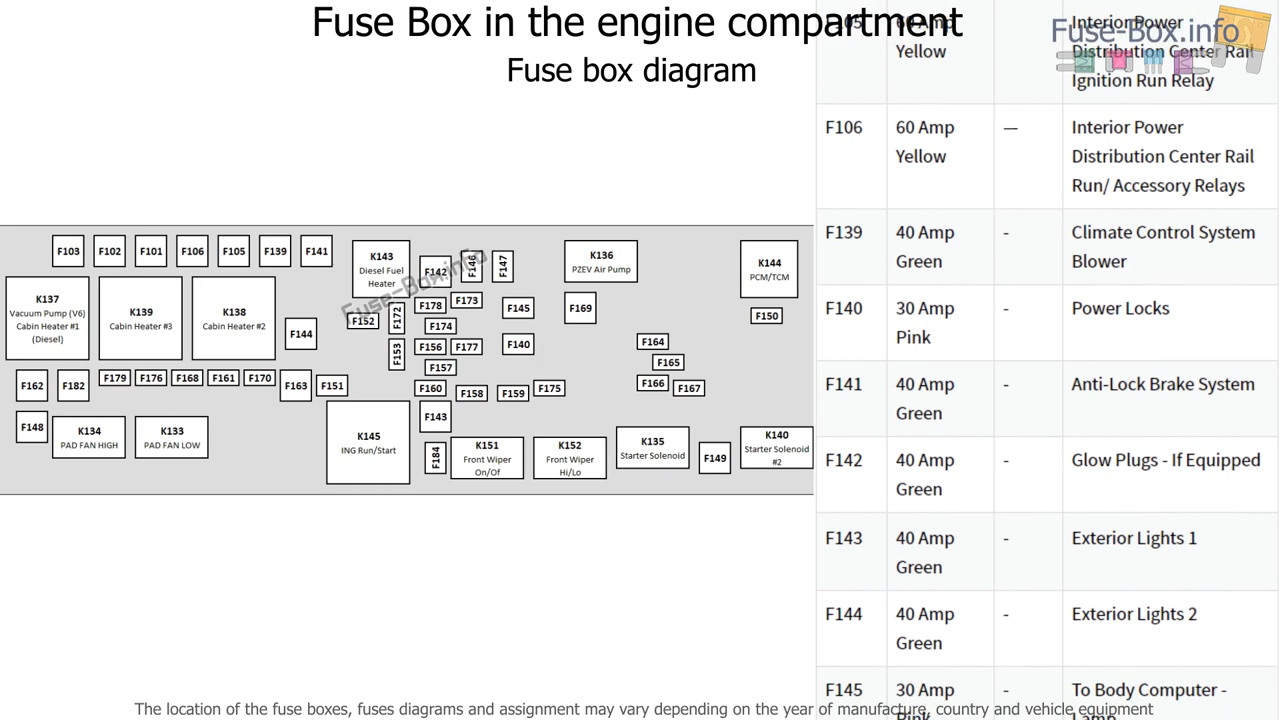 Fuse Box in the engine compartment
Fuse box diagram
Fuse-Box.info
F105 60 Amp Interior Power
Yellow Distribution Center Rail
Ignition Run Relay
F106 60 Amp — Interior Power
Yellow Distribution Center Rail
Run/ Accessory Relays
F139 40 Amp - Climate Control System
Green Blower
F140 30 Amp - Power Locks
Pink
F141 40 Amp - Anti-Lock Brake System
Green
F142 40 Amp - Glow Plugs - If Equipped
Green
F143 40 Amp - Exterior Lights 1
Green
F144 40 Amp - Exterior Lights 2
Green
F145 30 Amp - To Body Computer -
Pink Lamp
F103 F102 F101 F106 F105 F139 F141
K143
Diesel Fuel
Heater
F142
F146
F147
K136
PZEV Air Pump
K144
PCM/TCM
K137
Vacuum Pump (V6)
Cabin Heater #1
(Diesel)
K139
Cabin Heater #3
K138
Cabin Heater #2
F144
Fuse-Box.info
F152
F172
F178
F173
F174
F145
F169
F150
F153
F156
F177
F140
F157
F164
F165
F166
F167
F162 F182 F179 F176 F168 F161 F170 F163 F151
F160 F158 F159 F175
F148
K134
PAD FAN HIGH
K133
PAD FAN LOW
K145
ING Run/Start
F143
F184
K151
Front Wiper
On/Of
K152
Front Wiper
Hi/Lo
K135
Starter Solenoid
F149
K140
Starter Solenoid
#2
The location of the fuse boxes, fuses diagrams and assignment may vary depending on the year of manufacture, country and vehicle equipment